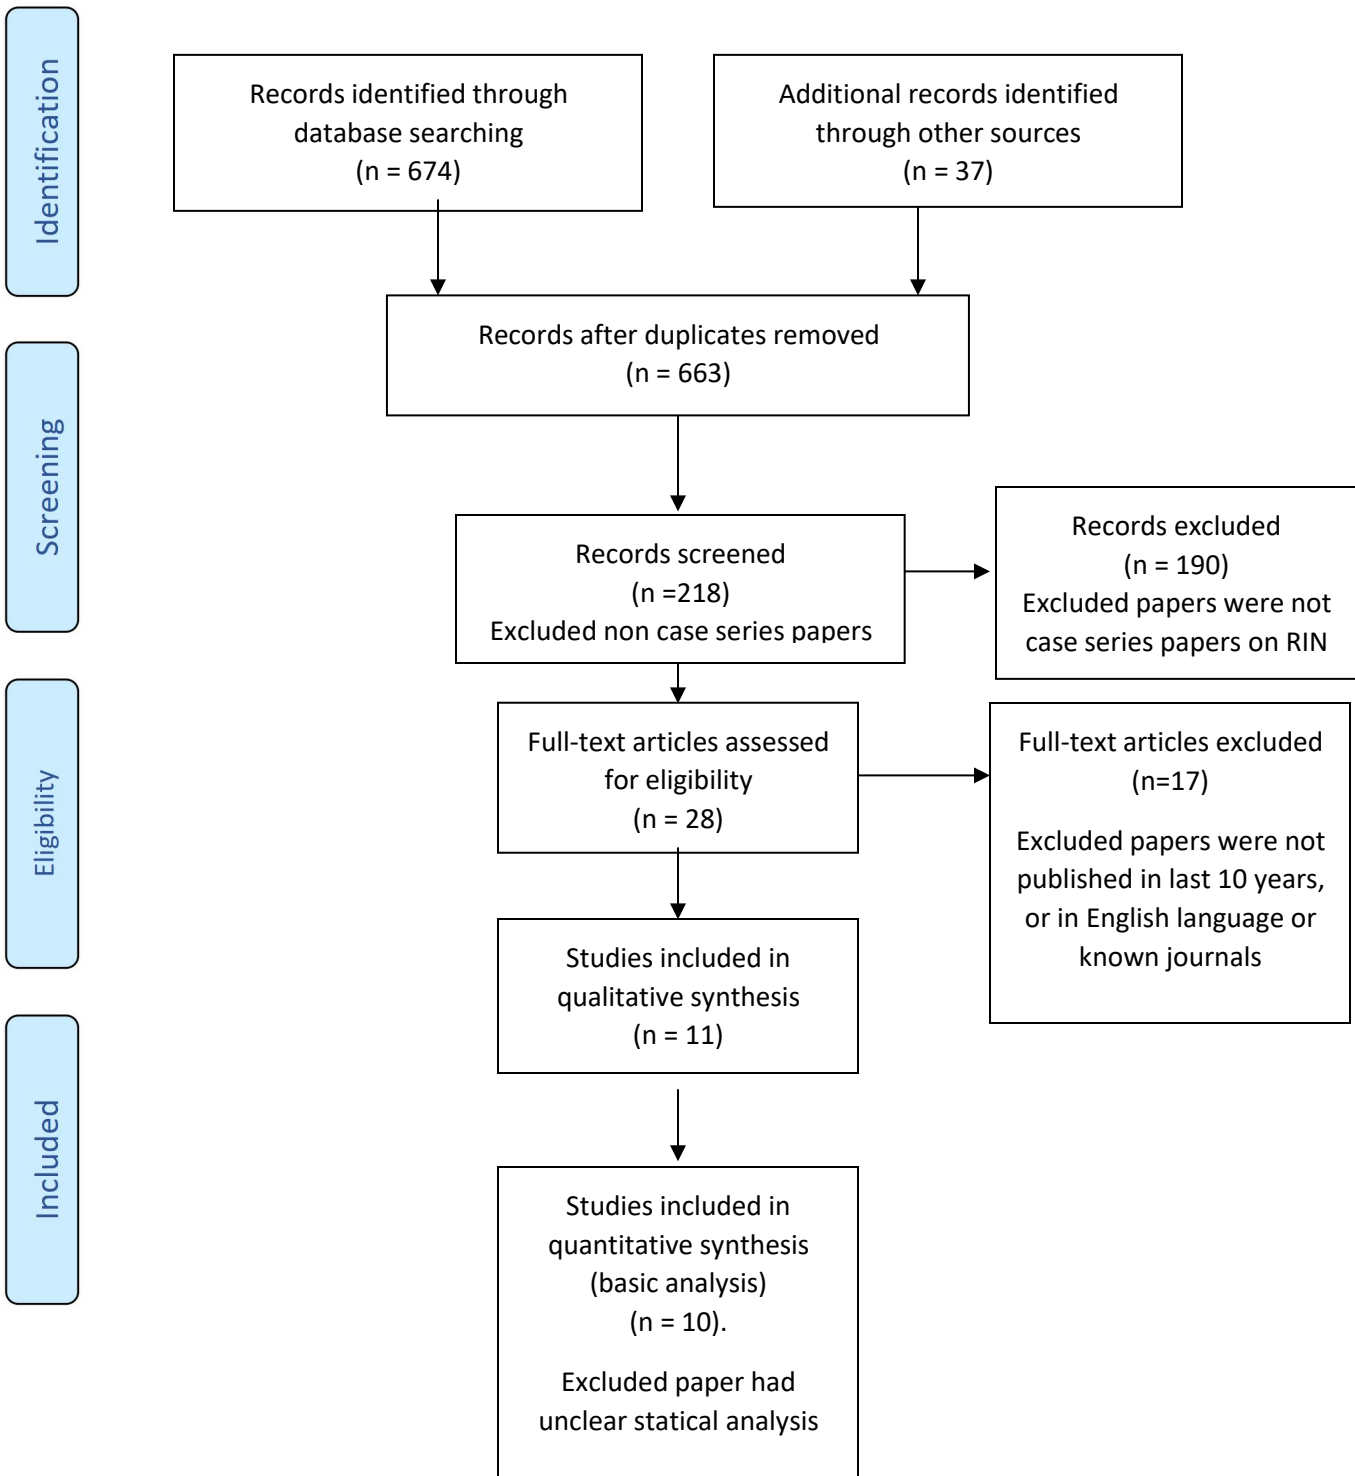 Identification
Records identified through
database searching
(n = 674)
Additional records identified
through other sources
(n = 37)
Records after duplicates removed
(n = 663)
Screening
Records screened
(n =218)
Excluded non case series papers
Records excluded
(n = 190)
Excluded papers were not
case series papers on RIN
Eligibility
Full-text articles assessed
for eligibility
(n = 28)
Full-text articles excluded
(n=17)
Excluded papers were not
published in last 10 years,
or in English language or
known journals
Studies included in
qualitative synthesis
(n = 11)
Included
Studies included in
quantitative synthesis
(basic analysis)
(n = 10).
Excluded paper had
unclear statical analysis